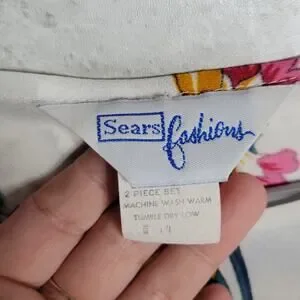 Sears fashions
2 PIECE SET
MACHINE WASH WARM
TUMBLE DRY LOW